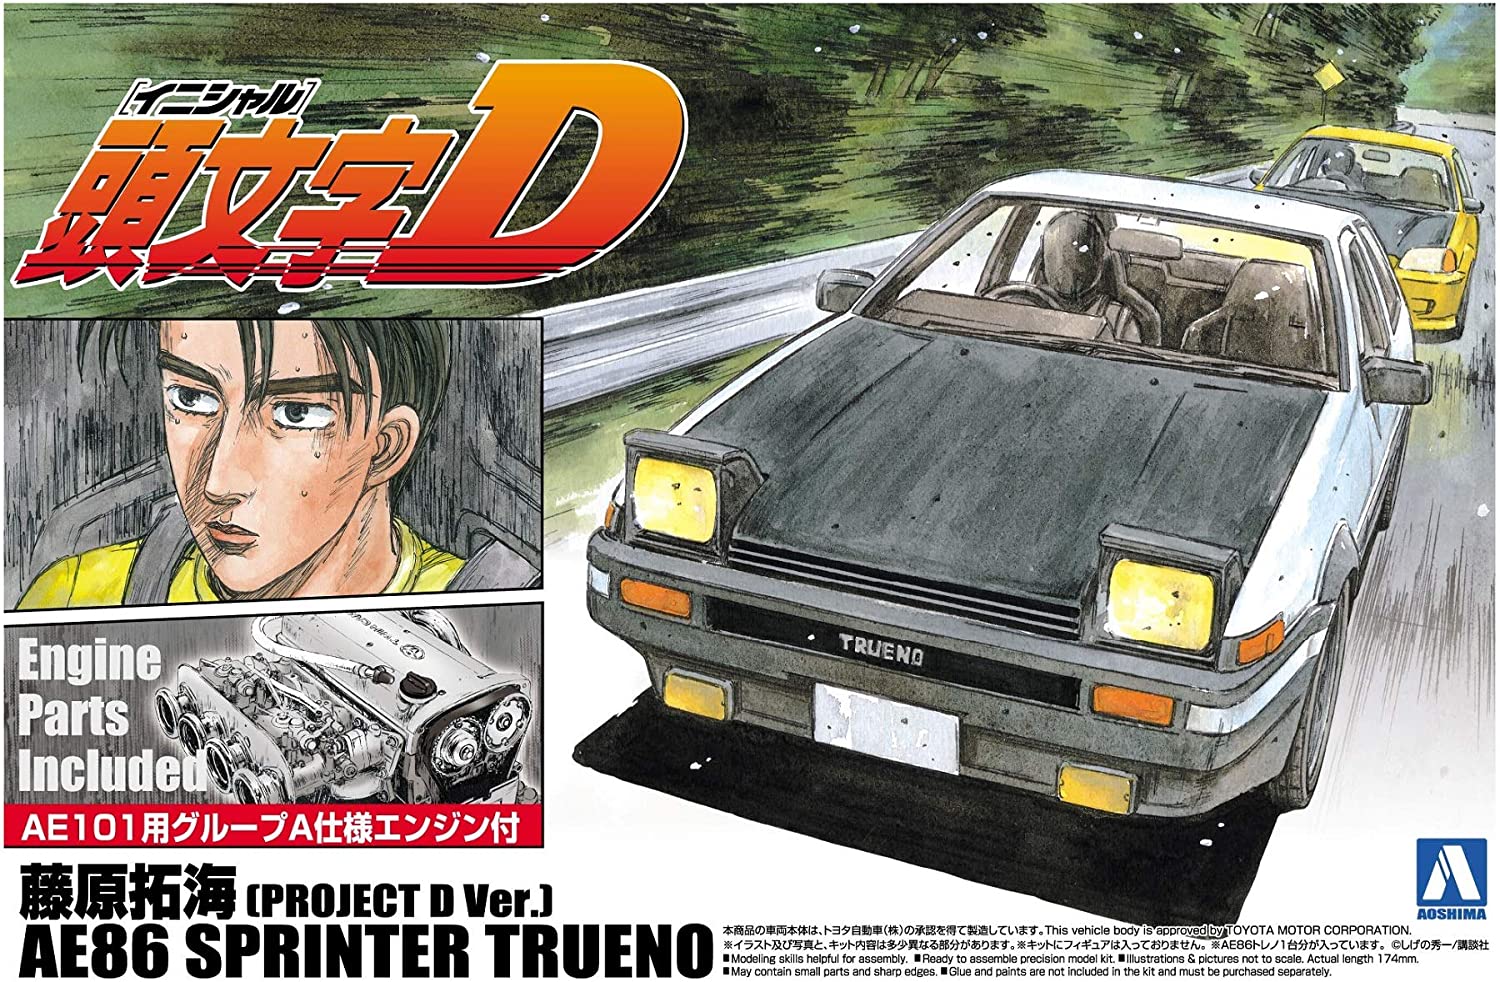 [イニシャル]
頭文字D
Engine
Parts
Included
AE101用グループA仕様エンジン付
TRUENO
藤原拓海 (PROJECT D Ver.)
AE86 SPRINTER TRUENO
AOSHIMA
本商品の車両本体は、トヨタ自動車(株)の承認を得て製造しています。This vehicle body is approved by TOYOTA MOTOR CORPORATION.
※イラスト及び写真と、キット内容は多少異なる部分があります。※キットにフィギュアは入っておりません。※AE86トレノ1台分が入っています。 ©しげの秀一/講談社
■Modeling skills helpful for assembly. ■Ready to assemble precision model kit. ■Illustrations & pictures not to scale. Actual length 174mm.
■May contain small parts and sharp edges. ■Glue and paints are not included in the kit and must be purchased separately.